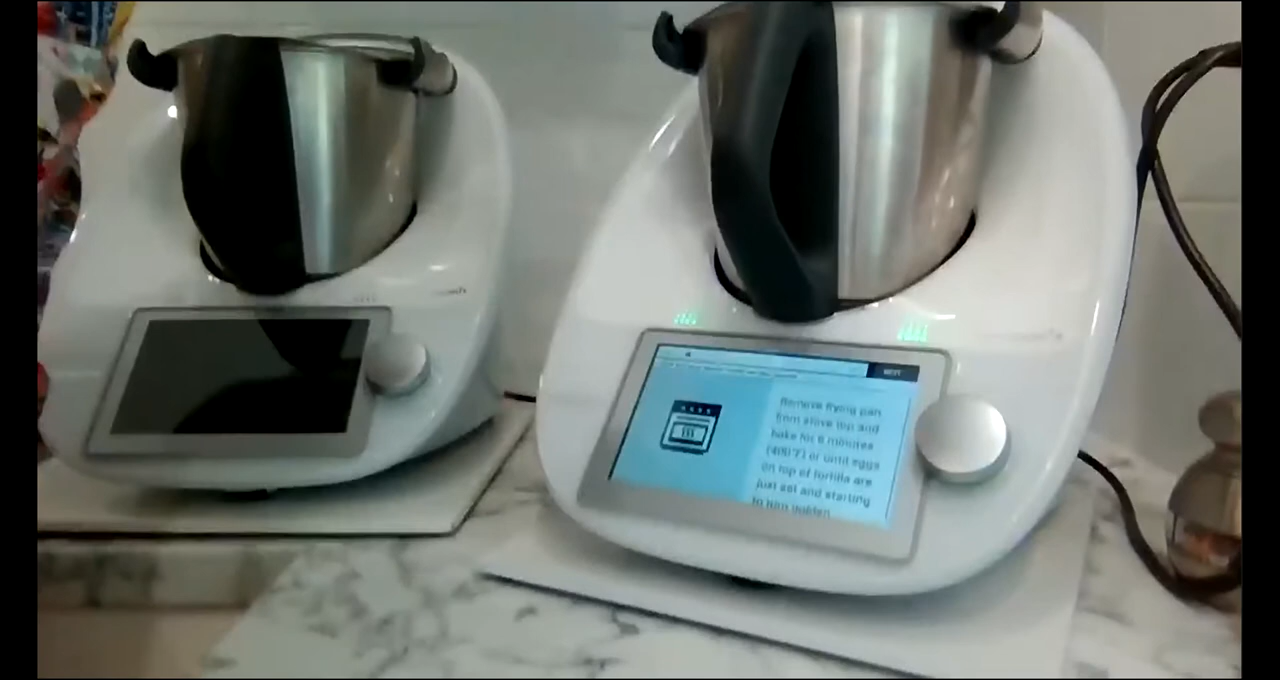 NEXT
Remove frying pan
from stove top and
bake for 6 minutes
(400°F) or until eggs
on top of tortilla are
just set and starting
to turn golden